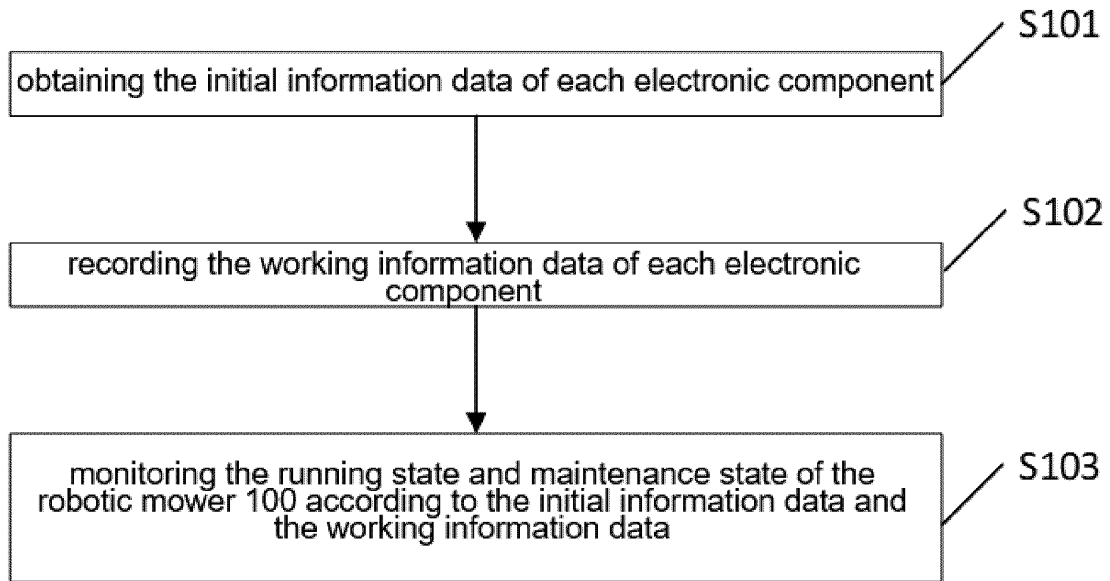 S101
obtaining the initial information data of each electronic component
S102
recording the working information data of each electronic
component
S103
monitoring the running state and maintenance state of the
robotic mower 100 according to the initial information data and
the working information data